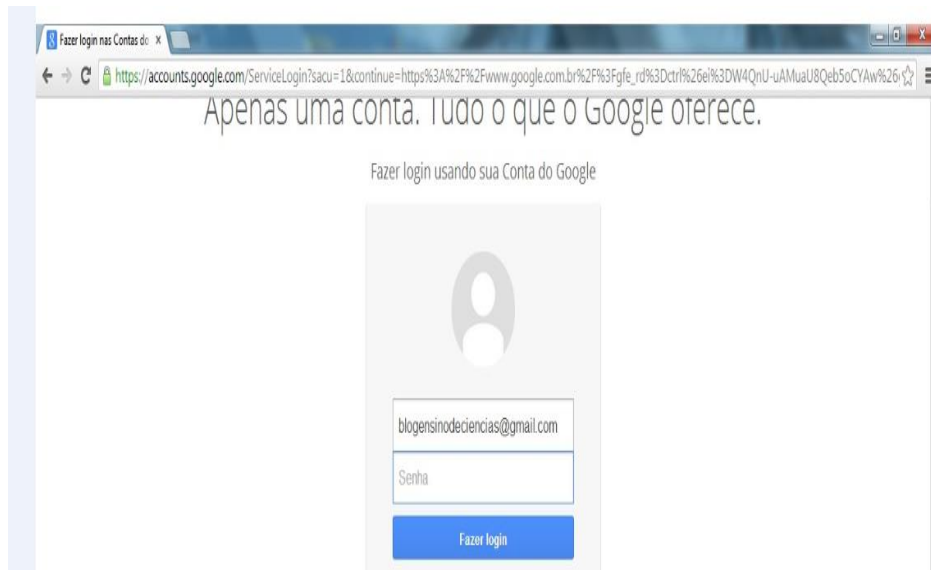 Fazer login nas Contas do
https://accounts.google.com/ServiceLogin?sacu=1&continue=https%3A%2F%2Fwww.google.com.br%2F%3Fgfe_rd%3Dctrl%26ei%3DW4QnU-uAMuaU8Qeb5oCYAw%26
Apenas uma conta. Tudo o que o Google oferece.
Fazer login usando sua Conta do Google
blogensinodeciencias@gmail.com
Senha
Fazer login